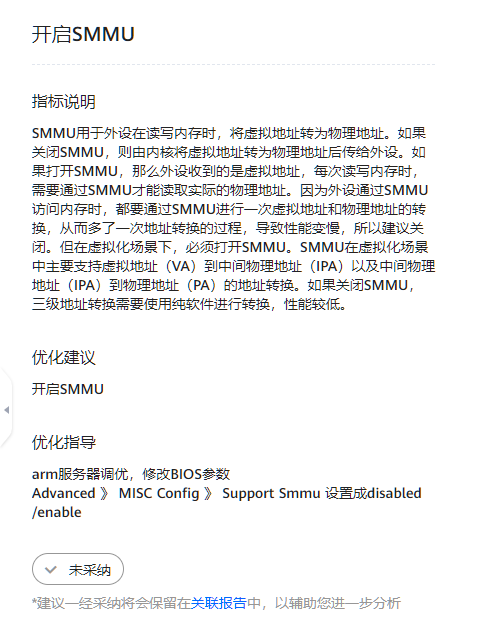 开启SMMU
指标说明
SMMU用于外设在读写内存时，将虚拟地址转为物理地址。如果
关闭SMMU，则由内核将虚拟地址转为物理地址后传给外设。如
果打开SMMU，那么外设收到的是虚拟地址，每次读写内存时，
需要通过SMMU才能读取实际的物理地址。因为外设通过SMMU
访问内存时，都要通过SMMU进行一次虚拟地址和物理地址的转
换，从而多了一次地址转换的过程，导致性能变慢，所以建议关
闭。但在虚拟化场景下，必须打开SMMU。SMMU在虚拟化场景
中主要支持虚拟地址（VA）到中间物理地址（IPA）以及中间物理
地址（IPA）到物理地址（PA）的地址转换。如果关闭SMMU，
三级地址转换需要使用纯软件进行转换，性能较低。
优化建议
开启SMMU
优化指导
arm服务器调优，修改BIOS参数
Advanced 》 MISC Config 》 Support Smmu 设置成disabled
/enable
未采纳
*建议一经采纳将会保留在关联报告中，以辅助您进一步分析